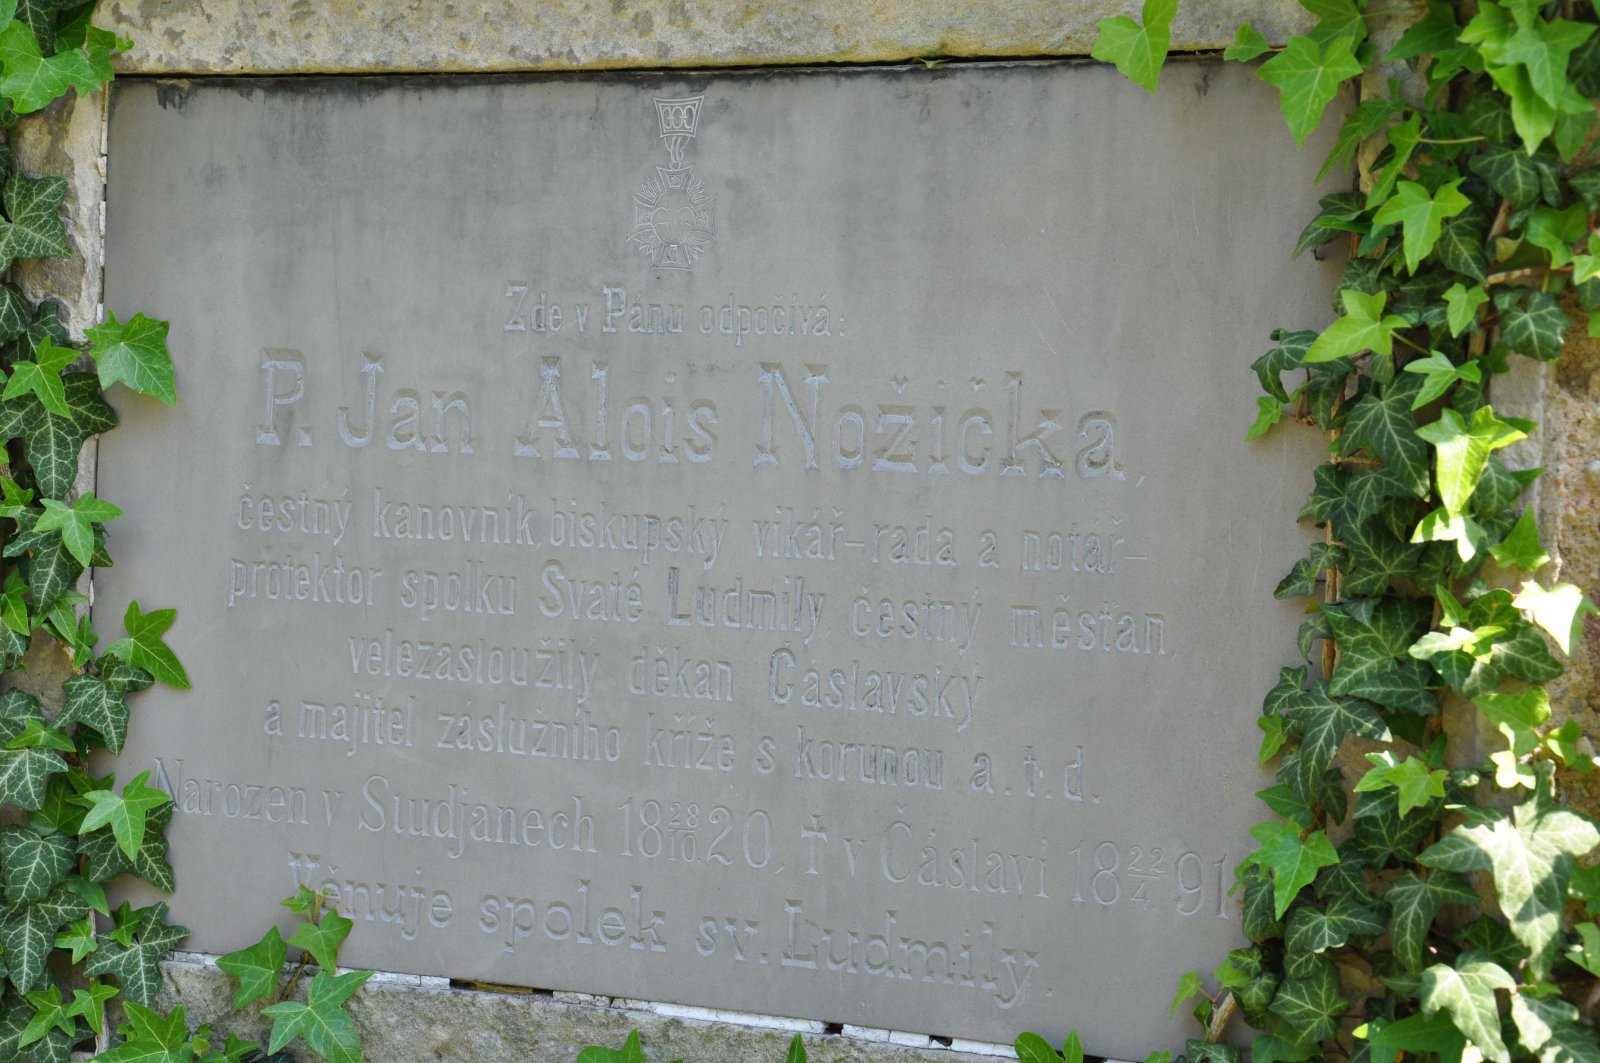 Zde v Pánu odpočívá:
P. Jan Alois Nožička,
čestný kanovník, biskupský vikář-rada a notář-
protektor spolku Svaté Ludmily, čestný měsťan,
velezasloužilý děkan Čáslavský
a majitel záslužního kříže s korunou a.t.d.
Narozen v Studjanech 18 28/10 20, † v Čáslavi 18 22/4 91
Věnuje spolek sv. Ludmily.